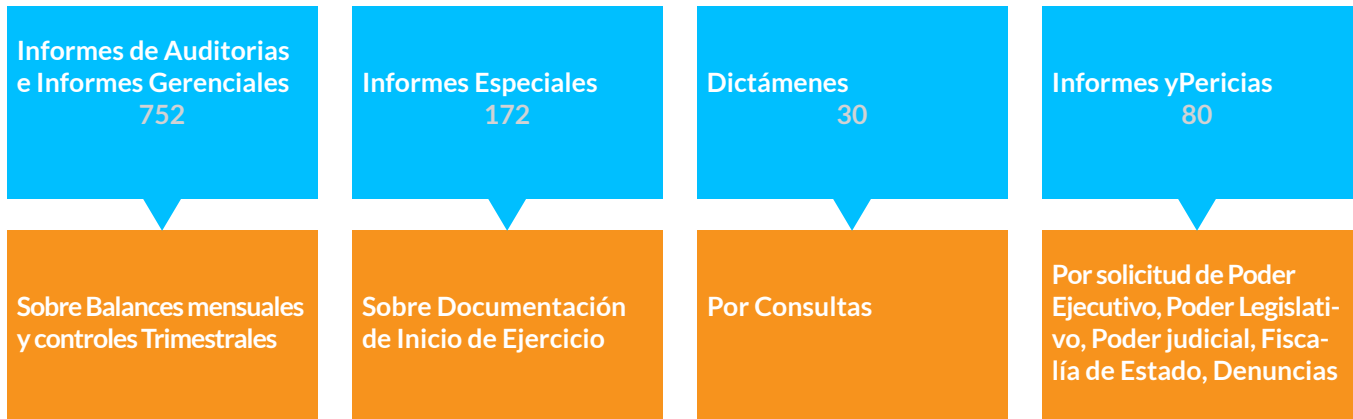 Informes de Auditorias
e Informes Gerenciales
752
Sobre Balances mensuales
y controles Trimestrales
Informes Especiales
172
Sobre Documentación
de Inicio de Ejercicio
Dictámenes
30
Por Consultas
Informes yPericias
80
Por solicitud de Poder
Ejecutivo, Poder Legislati-
vo, Poder judicial, Fisca-
lía de Estado, Denuncias